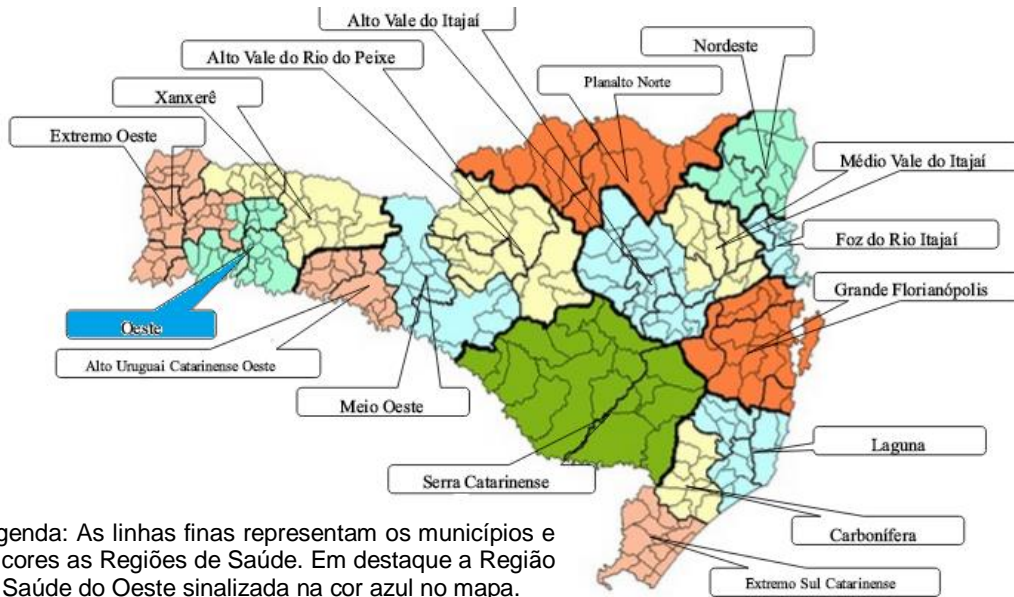 Alto Vale do Itajaí
Nordeste
Alto Vale do Rio do Peixe
Planalto Norte
Xanxerê
Extremo Oeste
Médio Vale do Itajaí
Foz do Rio Itajaí
Grande Florianópolis
Oeste
Alto Uruguai Catarinense Oeste
Meio Oeste
Laguna
Serra Catarinense
Carbonífera
Extremo Sul Catarinense
genda: As linhas finas representam os municípios e
cores as Regiões de Saúde. Em destaque a Região
Saúde do Oeste sinalizada na cor azul no mapa.